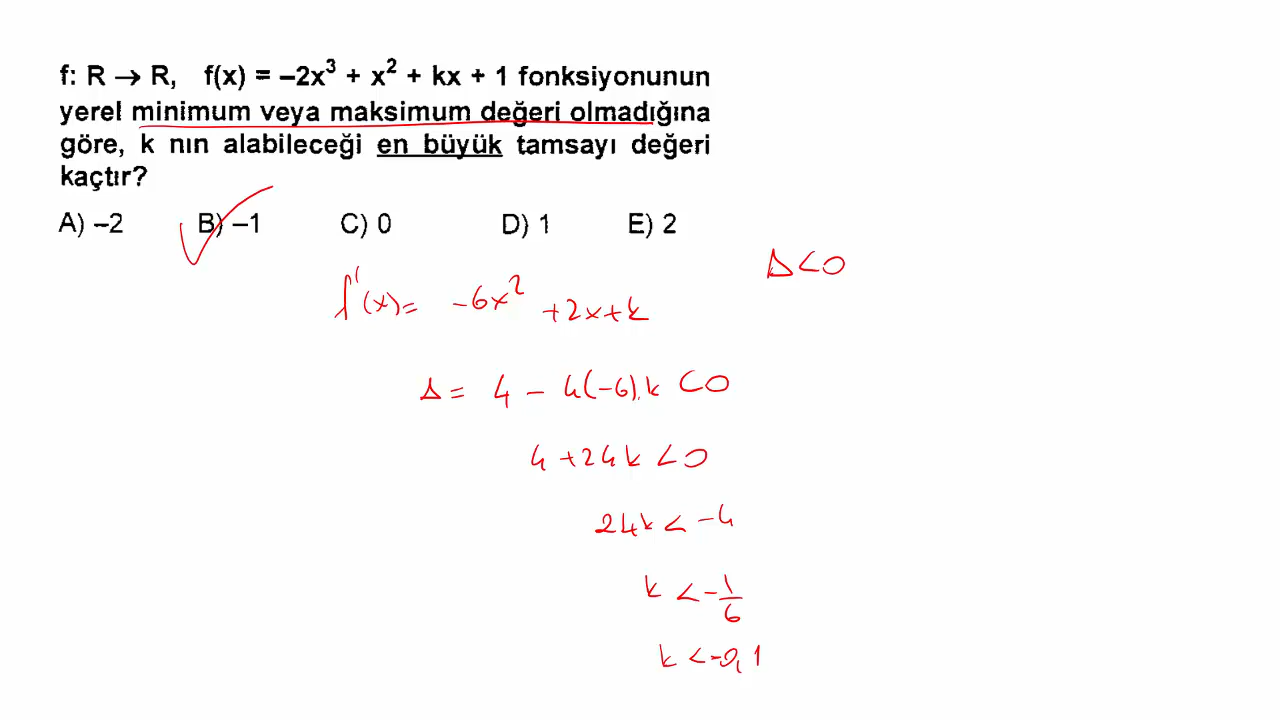 f: R → R, f(x) = –2x³ + x² + kx + 1 fonksiyonunun
yerel minimum veya maksimum değeri olmadığına
göre, k nın alabileceği en büyük tamsayı değeri
kaçtır?
A) –2 B) –1 C) 0 D) 1 E) 2
Δ<0
f'(x)= -6x² +2x+k
Δ = 4 - 4(-6).k <0
4 +24k <0
24k < -4
k < -1/6
k < -0,1